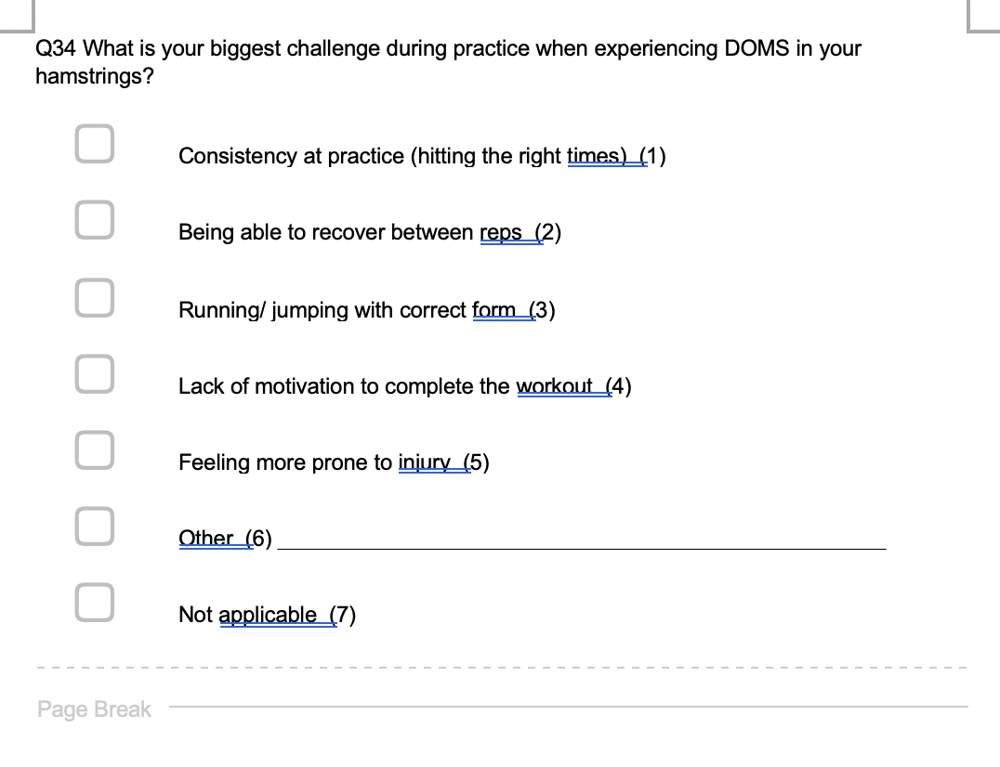 Q34 What is your biggest challenge during practice when experiencing DOMS in your
hamstrings?
Consistency at practice (hitting the right times)  (1)
Being able to recover between reps  (2)
Running/ jumping with correct form  (3)
Lack of motivation to complete the workout  (4)
Feeling more prone to injury  (5)
Other  (6) ________________________________________________
Not applicable  (7)
Page Break